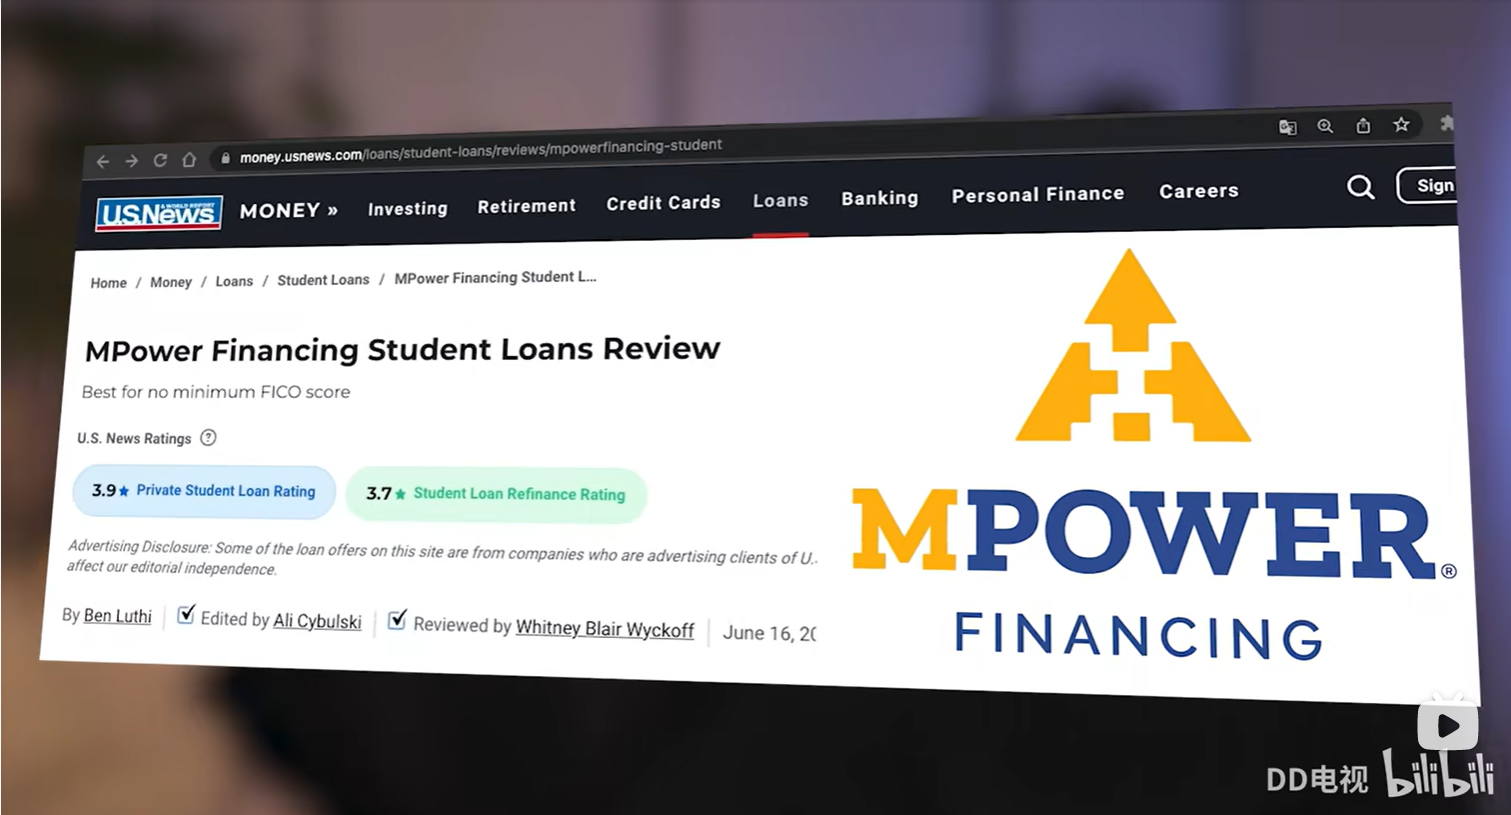 money.usnews.com/loans/student-loans/reviews/mpowerfinancing-student
U.S.News
& WORLD REPORT
MONEY » Investing Retirement Credit Cards Loans Banking Personal Finance Careers Sign
Home / Money / Loans / Student Loans / MPower Financing Student L...
MPower Financing Student Loans Review
Best for no minimum FICO score
U.S. News Ratings ?
3.9 ★ Private Student Loan Rating 3.7 ★ Student Loan Refinance Rating
Advertising Disclosure: Some of the loan offers on this site are from companies who are advertising clients of U.
affect our editorial independence.
By Ben Luthi | Edited by Ali Cybulski | Reviewed by Whitney Blair Wyckoff | June 16, 20
MPOWER®
FINANCING
DD电视 bilibili